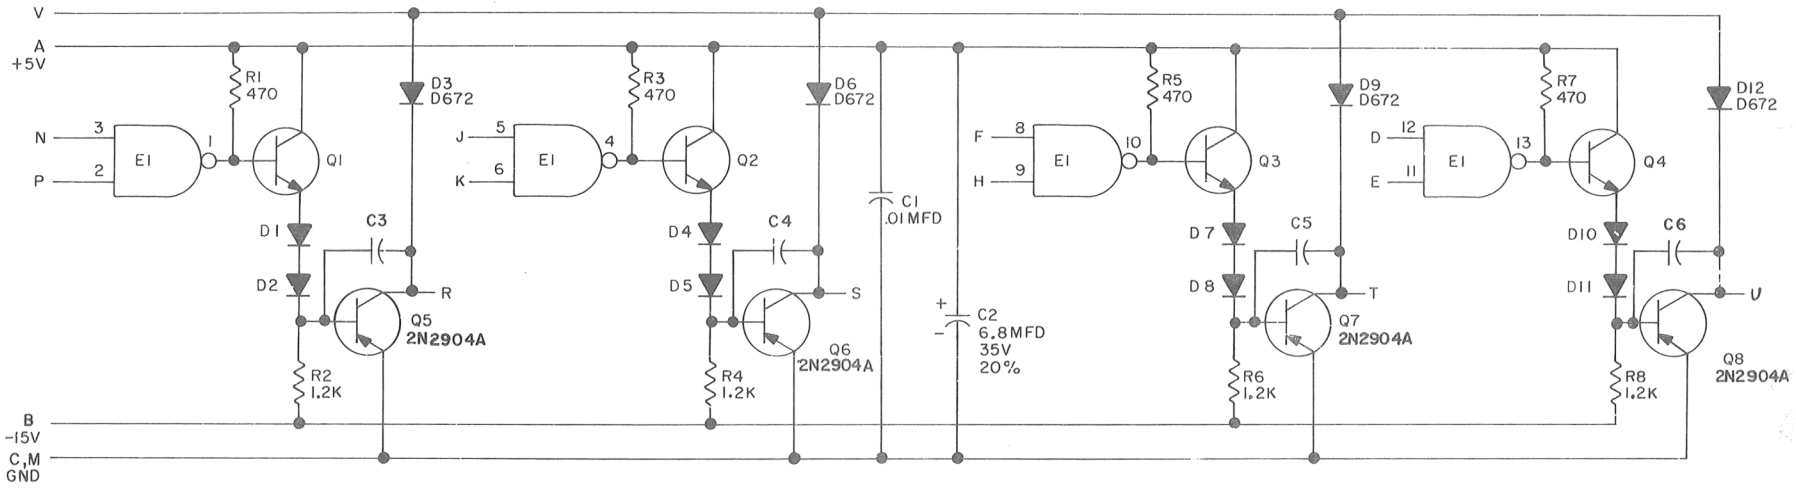 V
A
+5V
R1
470
D3
D672
R3
470
D6
D672
R5
470
D9
D672
R7
470
D12
D672
N
3
P
2
E1
1
Q1
J
5
K
6
E1
4
Q2
F
8
H
9
E1
10
Q3
D
12
E
11
E1
13
Q4
C1
.01MFD
D1
D2
C3
R
Q5
2N2904A
R2
1.2K
D4
D5
C4
S
Q6
2N2904A
R4
1.2K
+
-
C2
6.8MFD
35V
20%
D7
D8
C5
T
Q7
2N2904A
R6
1.2K
D10
D11
C6
U
Q8
2N2904A
R8
1.2K
B
-15V
C,M
GND